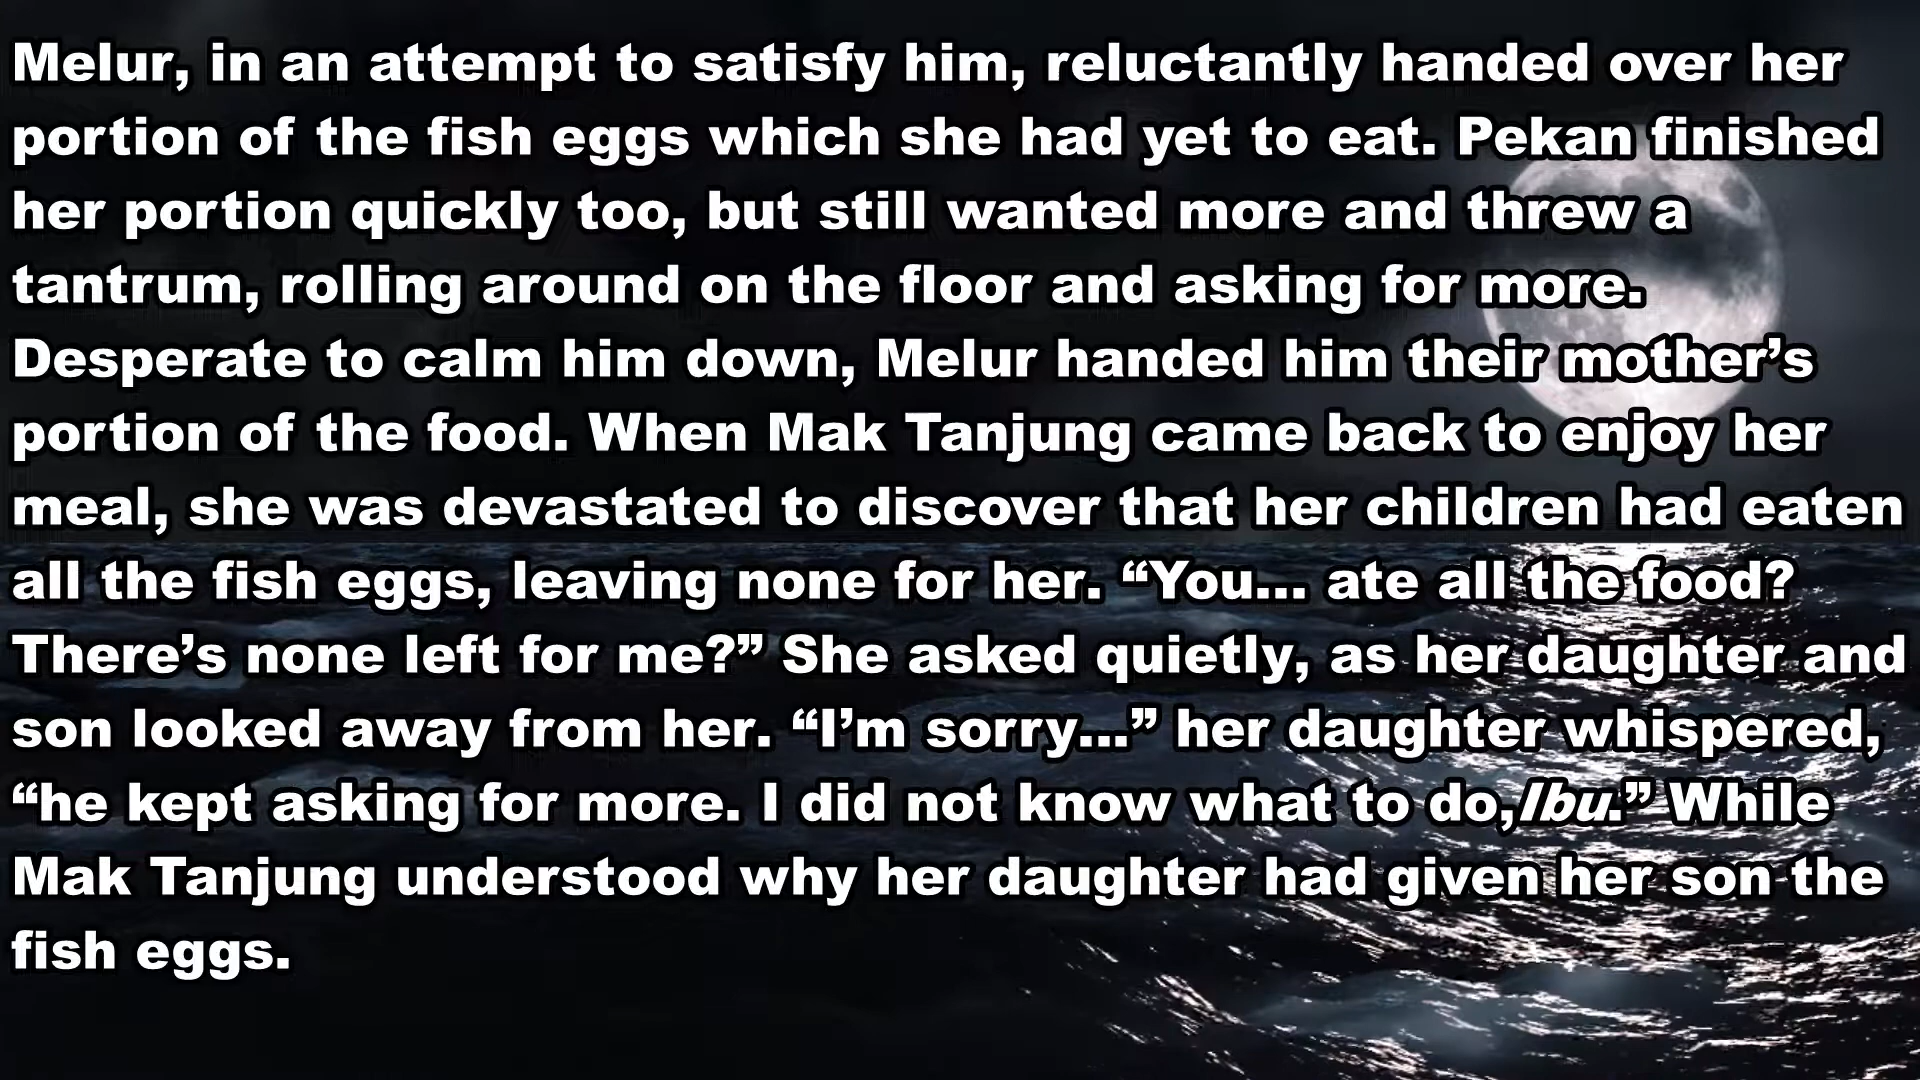 Melur, in an attempt to satisfy him, reluctantly handed over her
portion of the fish eggs which she had yet to eat. Pekan finished
her portion quickly too, but still wanted more and threw a
tantrum, rolling around on the floor and asking for more.
Desperate to calm him down, Melur handed him their mother’s
portion of the food. When Mak Tanjung came back to enjoy her
meal, she was devastated to discover that her children had eaten
all the fish eggs, leaving none for her. “You... ate all the food?
There’s none left for me?” She asked quietly, as her daughter and
son looked away from her. “I’m sorry...” her daughter whispered,
“he kept asking for more. I did not know what to do,Ibu.” While
Mak Tanjung understood why her daughter had given her son the
fish eggs.